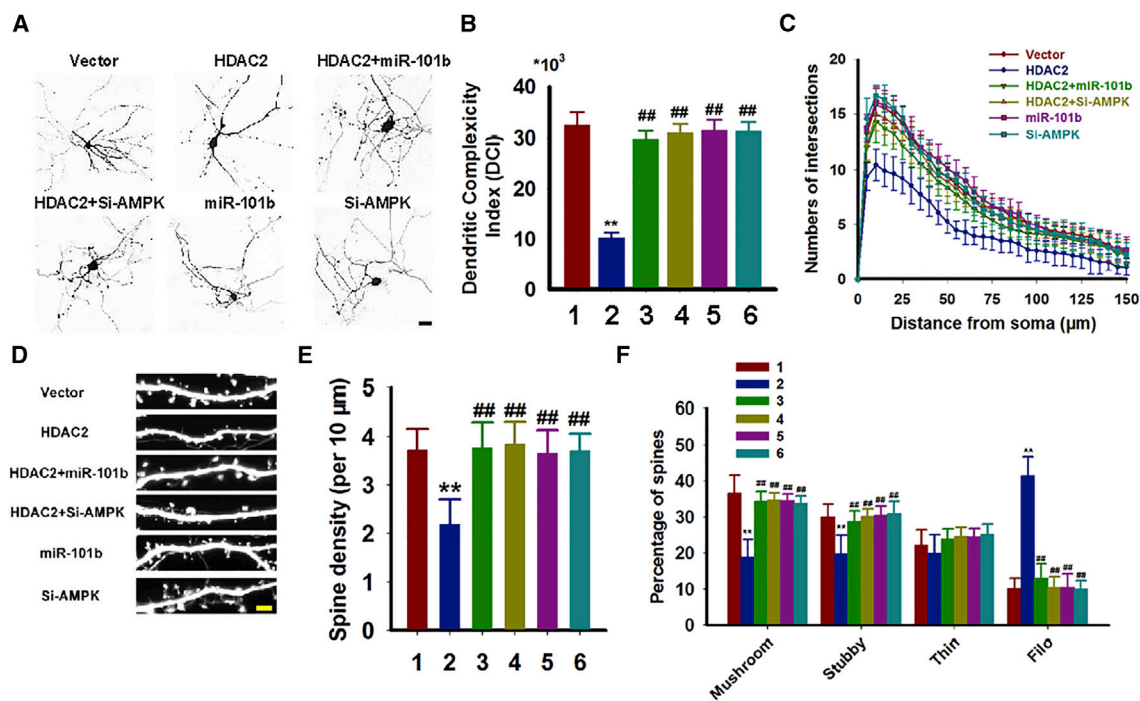 A
Vector
HDAC2
HDAC2+miR-101b
HDAC2+Si-AMPK
miR-101b
Si-AMPK
B
*10³
Dendritic Complexicity
Index (DCI)
40
30
20
10
0
##
##
##
##
**
1 2 3 4 5 6
C
Vector
HDAC2
HDAC2+miR-101b
HDAC2+Si-AMPK
miR-101b
Si-AMPK
Numbers of intersections
20
15
10
5
0
0 25 50 75 100 125 150
Distance from soma (µm)
D
Vector
HDAC2
HDAC2+miR-101b
HDAC2+Si-AMPK
miR-101b
Si-AMPK
E
Spine density (per 10 µm)
5
4
3
2
1
0
## ## ## ##
**
1 2 3 4 5 6
F
1
2
3
4
5
6
Percentage of spines
60
50
40
30
20
10
0
**
## ## ## ##
**
## ## ## ##
**
## ## ## ##
Mushroom
Stubby
Thin
Filo